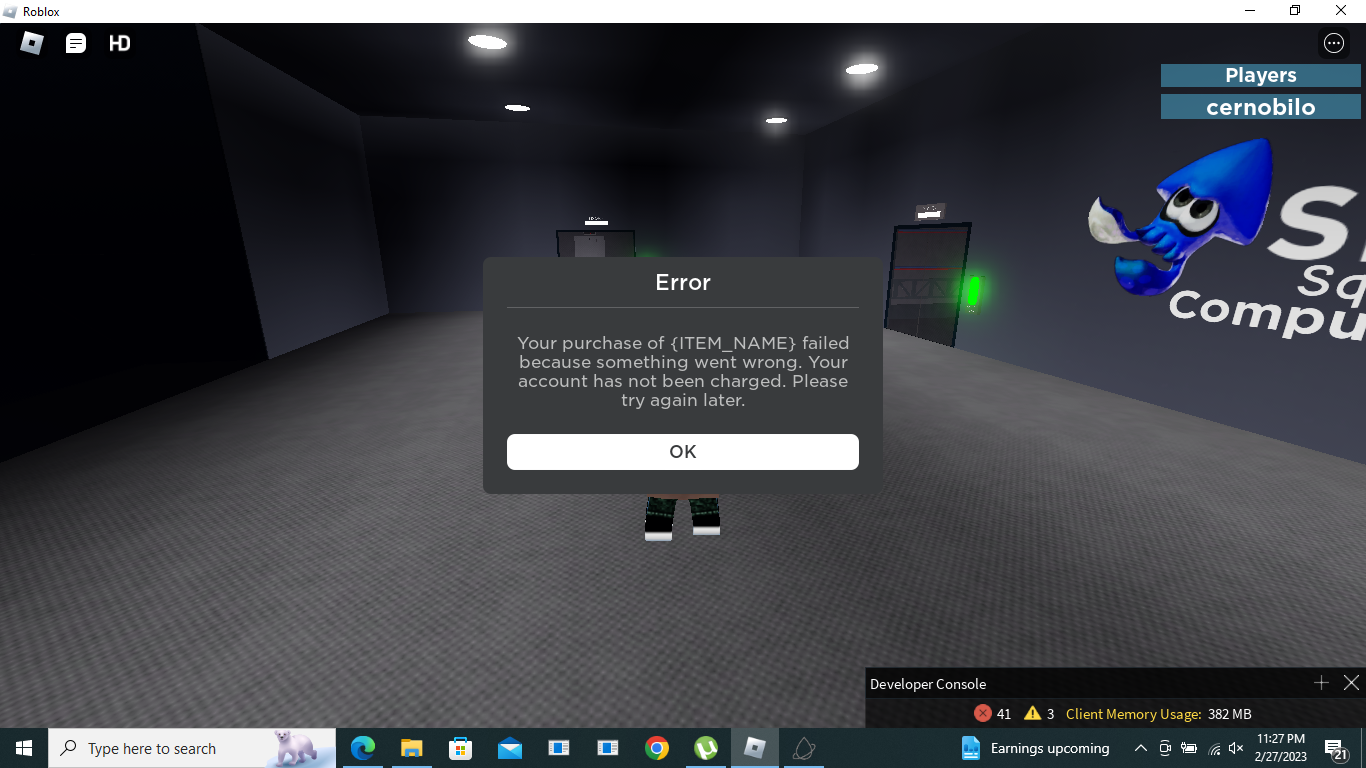 Roblox
HD
Players
cernobilo
Sq
Compu
Error
Your purchase of {ITEM_NAME} failed
because something went wrong. Your
account has not been charged. Please
try again later.
OK
Developer Console
41 3 Client Memory Usage: 382 MB
Type here to search
Earnings upcoming
11:27 PM
2/27/2023
21